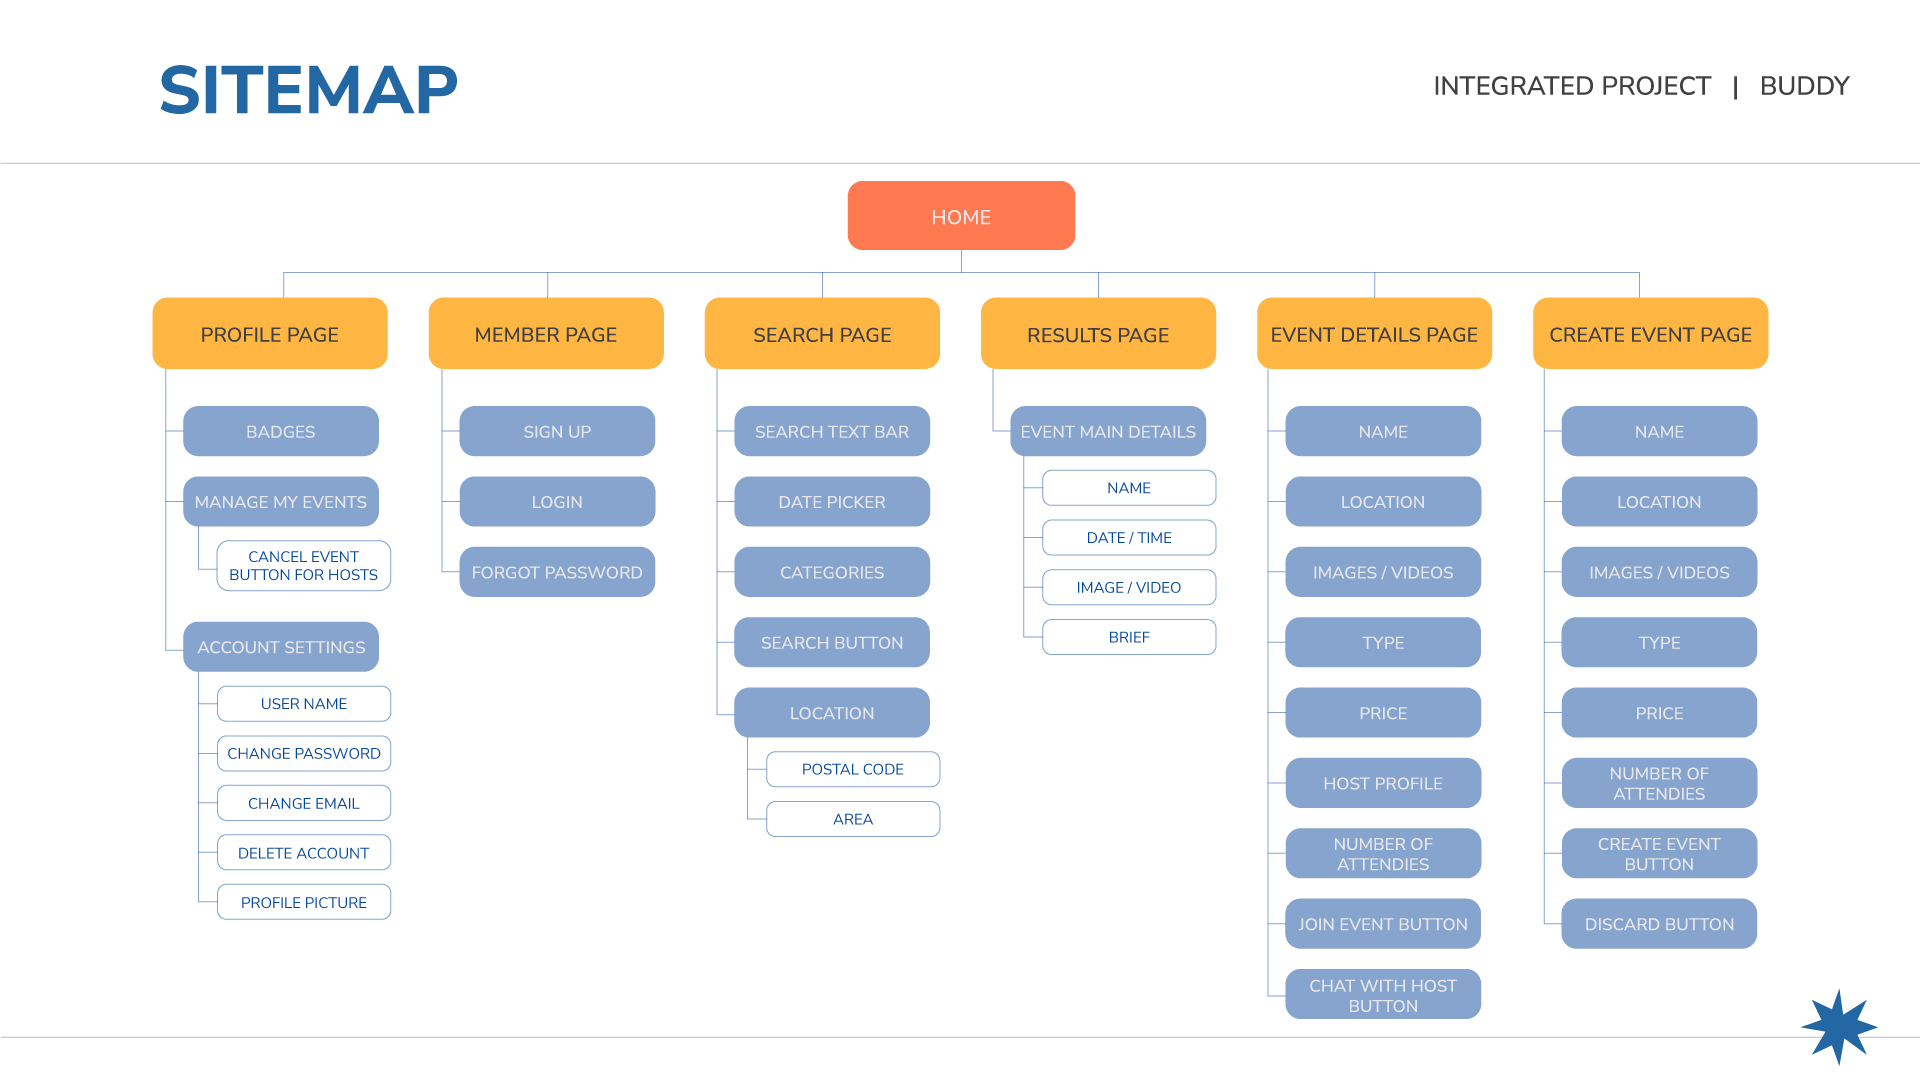 SITEMAP
INTEGRATED PROJECT | BUDDY
HOME
PROFILE PAGE
BADGES
MANAGE MY EVENTS
CANCEL EVENT
BUTTON FOR HOSTS
ACCOUNT SETTINGS
USER NAME
CHANGE PASSWORD
CHANGE EMAIL
DELETE ACCOUNT
PROFILE PICTURE
MEMBER PAGE
SIGN UP
LOGIN
FORGOT PASSWORD
SEARCH PAGE
SEARCH TEXT BAR
DATE PICKER
CATEGORIES
SEARCH BUTTON
LOCATION
POSTAL CODE
AREA
RESULTS PAGE
EVENT MAIN DETAILS
NAME
DATE / TIME
IMAGE / VIDEO
BRIEF
EVENT DETAILS PAGE
NAME
LOCATION
IMAGES / VIDEOS
TYPE
PRICE
HOST PROFILE
NUMBER OF
ATTENDIES
JOIN EVENT BUTTON
CHAT WITH HOST
BUTTON
CREATE EVENT PAGE
NAME
LOCATION
IMAGES / VIDEOS
TYPE
PRICE
NUMBER OF
ATTENDIES
CREATE EVENT
BUTTON
DISCARD BUTTON